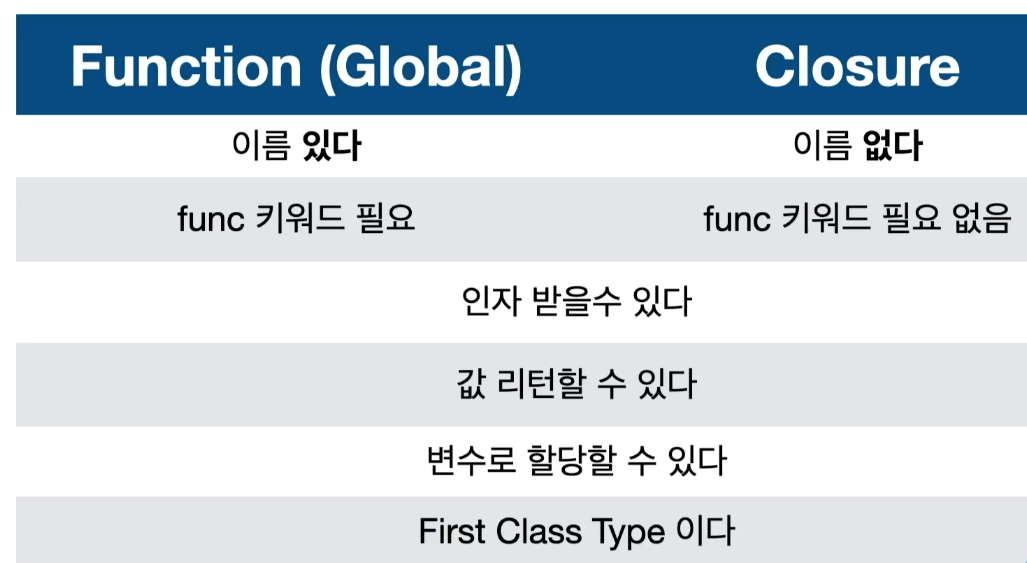 Function (Global) Closure
이름 있다 이름 없다
func 키워드 필요 func 키워드 필요 없음
인자 받을수 있다
값 리턴할 수 있다
변수로 할당할 수 있다
First Class Type 이다